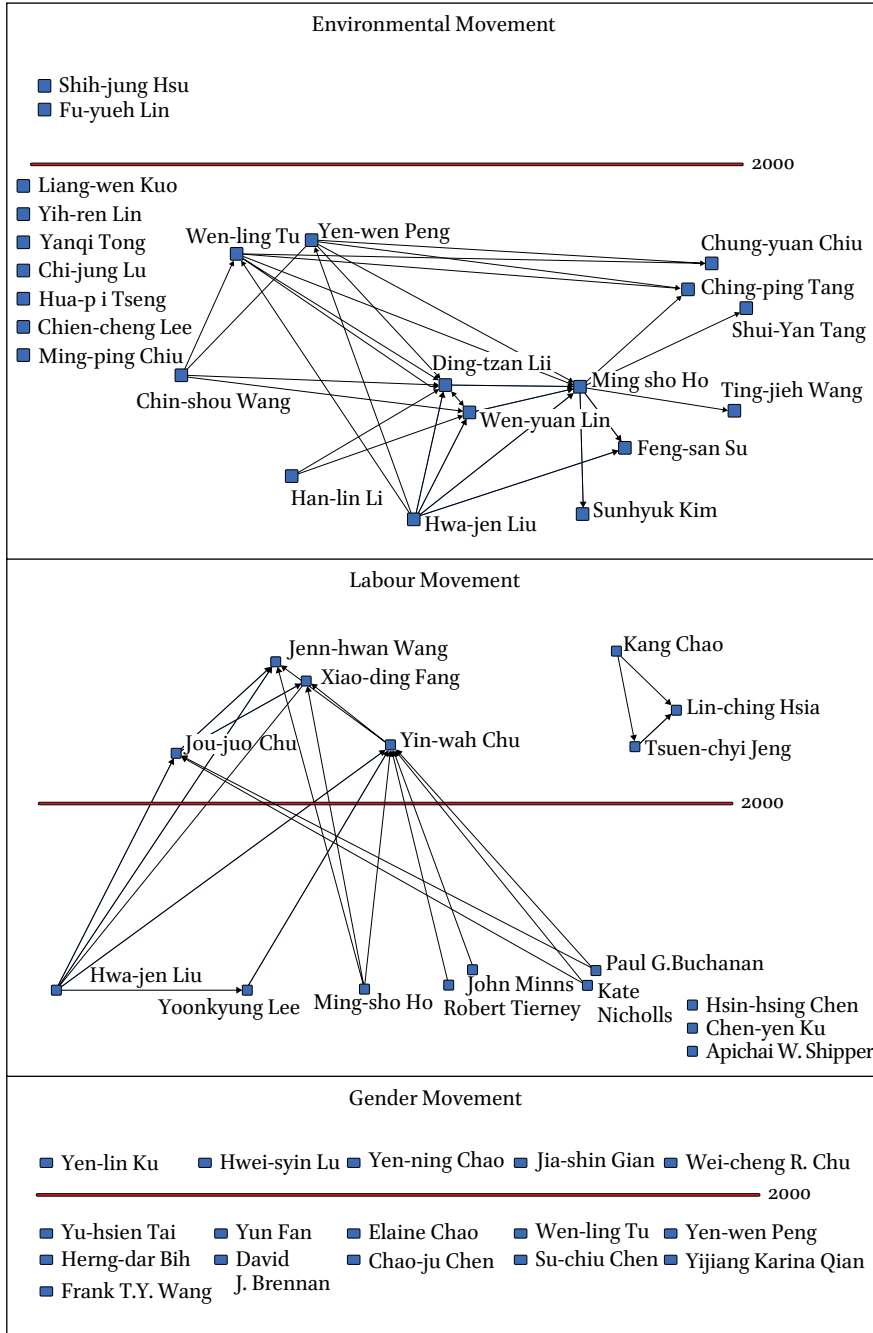 Environmental Movement
Shih-jung Hsu
Fu-yueh Lin
2000
Liang-wen Kuo
Yih-ren Lin
Yanqi Tong
Chi-jung Lu
Hua-p i Tseng
Chien-cheng Lee
Ming-ping Chiu
Wen-ling Tu
Yen-wen Peng
Chung-yuan Chiu
Ching-ping Tang
Shui-Yan Tang
Ding-tzan Lii
Ming sho Ho
Chin-shou Wang
Ting-jieh Wang
Wen-yuan Lin
Feng-san Su
Han-lin Li
Hwa-jen Liu
Sunhyuk Kim
Labour Movement
Jenn-hwan Wang
Xiao-ding Fang
Kang Chao
Lin-ching Hsia
Jou-juo Chu
Yin-wah Chu
Tsuen-chyi Jeng
2000
Hwa-jen Liu
Yoonkyung Lee
Ming-sho Ho
John Minns
Robert Tierney
Paul G.Buchanan
Kate
Nicholls
Hsin-hsing Chen
Chen-yen Ku
Apichai W. Shipper
Gender Movement
Yen-lin Ku
Hwei-syin Lu
Yen-ning Chao
Jia-shin Gian
Wei-cheng R. Chu
2000
Yu-hsien Tai
Yun Fan
Elaine Chao
Wen-ling Tu
Yen-wen Peng
Herng-dar Bih
David
J. Brennan
Chao-ju Chen
Su-chiu Chen
Yijiang Karina Qian
Frank T.Y. Wang